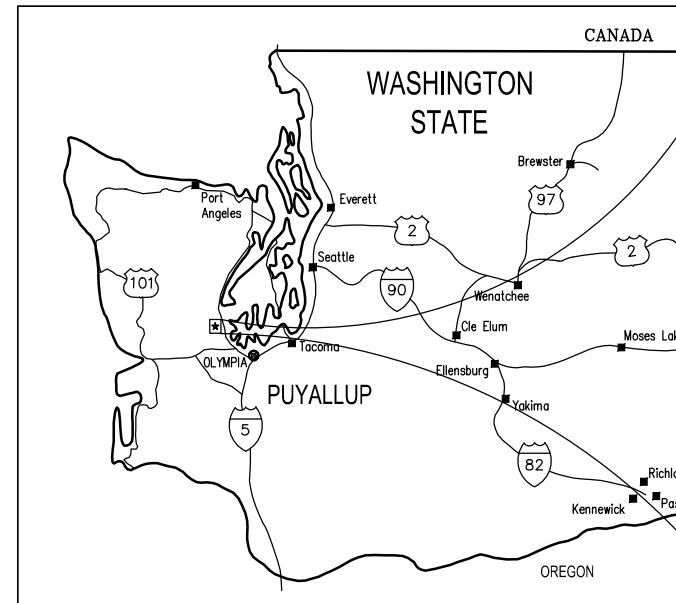 CANADA
WASHINGTON
STATE
Brewster
97
Port
Angeles
Everett
2
2
Seattle
101
90
Wenatchee
Cle Elum
Moses Lak
Tacoma
OLYMPIA
Ellensburg
PUYALLUP
Yakima
5
82
Richl
Kennewick
Pas
OREGON